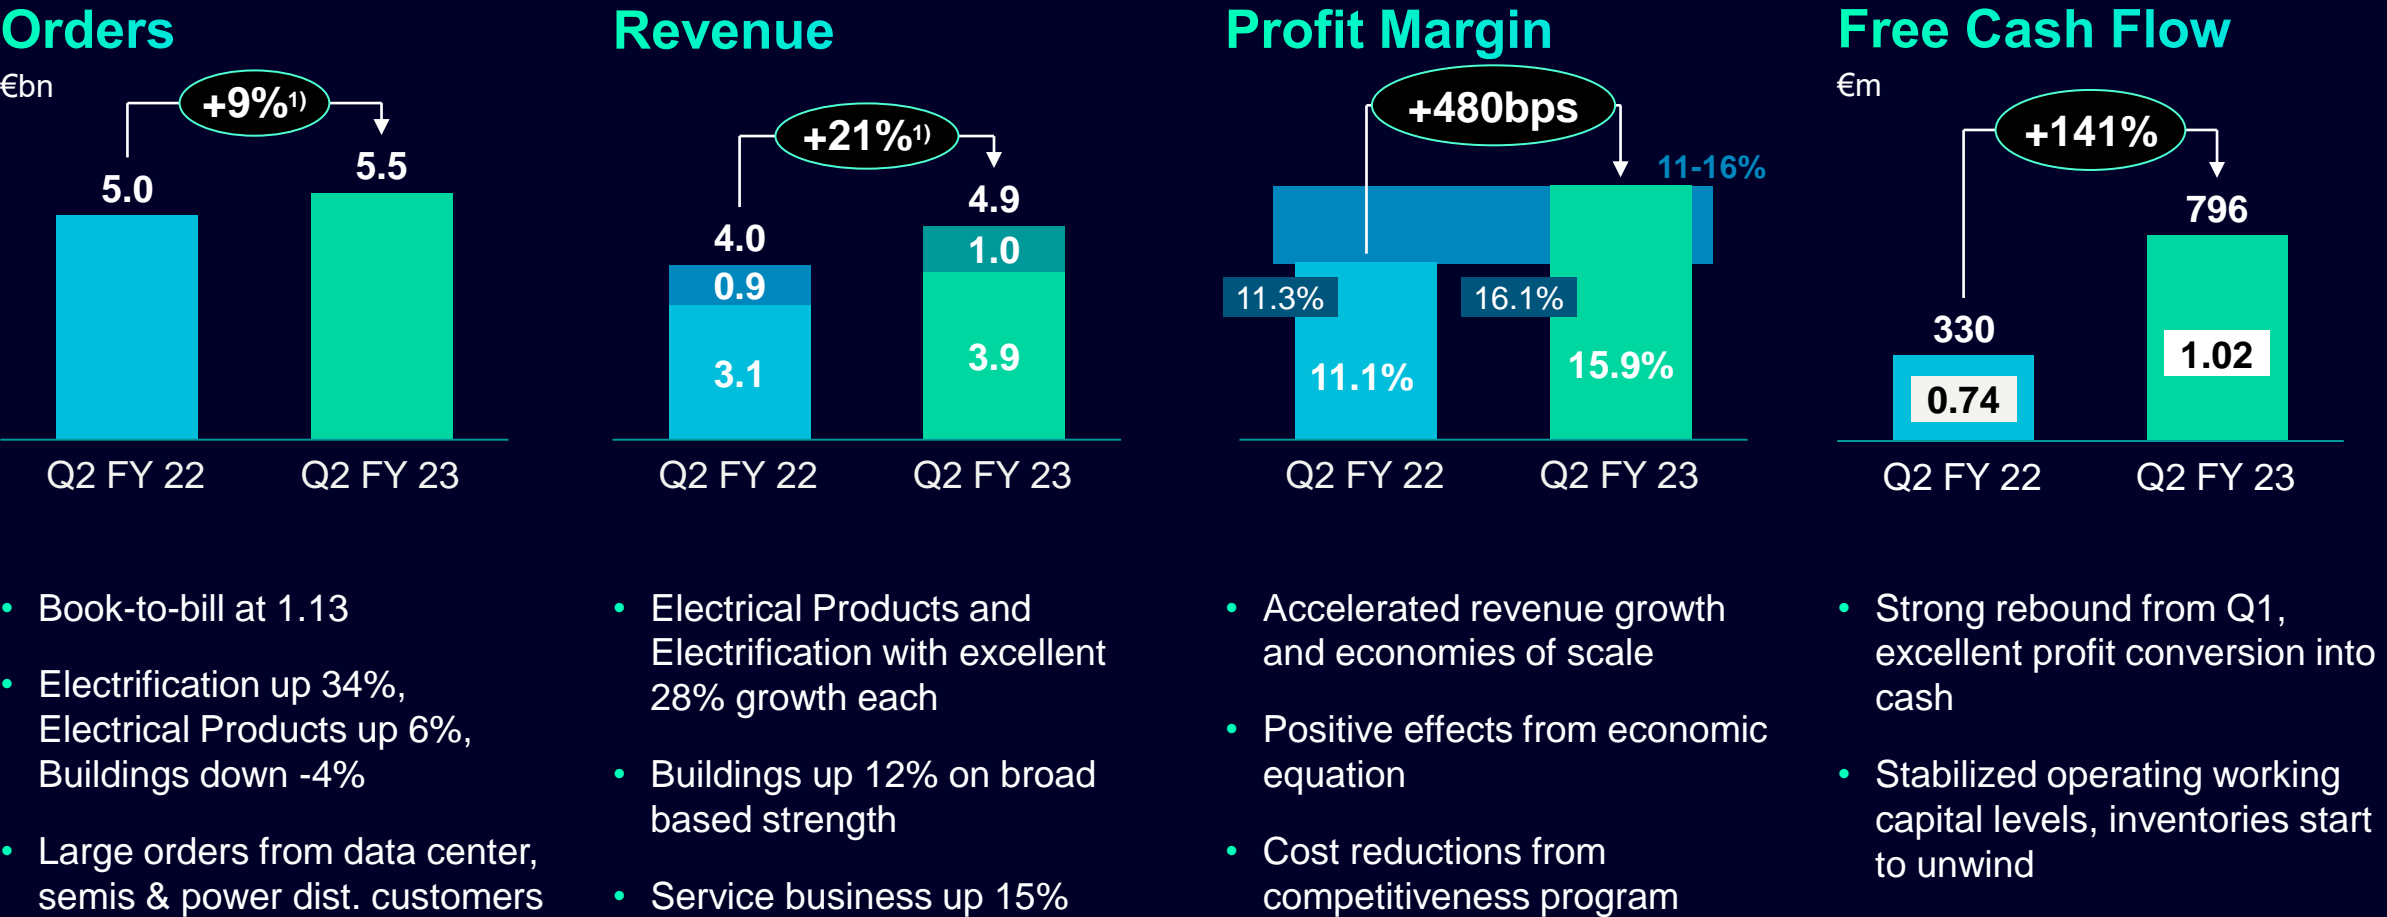 Orders
€bn
+9%1)
5.0
5.5
Q2 FY 22
Q2 FY 23
• Book-to-bill at 1.13
• Electrification up 34%,
Electrical Products up 6%,
Buildings down -4%
• Large orders from data center,
semis & power dist. customers
Revenue
+21%1)
4.0
0.9
3.1
4.9
1.0
3.9
Q2 FY 22
Q2 FY 23
• Electrical Products and
Electrification with excellent
28% growth each
• Buildings up 12% on broad
based strength
• Service business up 15%
Profit Margin
+480bps
11-16%
11.3%
11.1%
16.1%
15.9%
Q2 FY 22
Q2 FY 23
• Accelerated revenue growth
and economies of scale
• Positive effects from economic
equation
• Cost reductions from
competitiveness program
Free Cash Flow
€m
+141%
330
0.74
796
1.02
Q2 FY 22
Q2 FY 23
• Strong rebound from Q1,
excellent profit conversion into
cash
• Stabilized operating working
capital levels, inventories start
to unwind